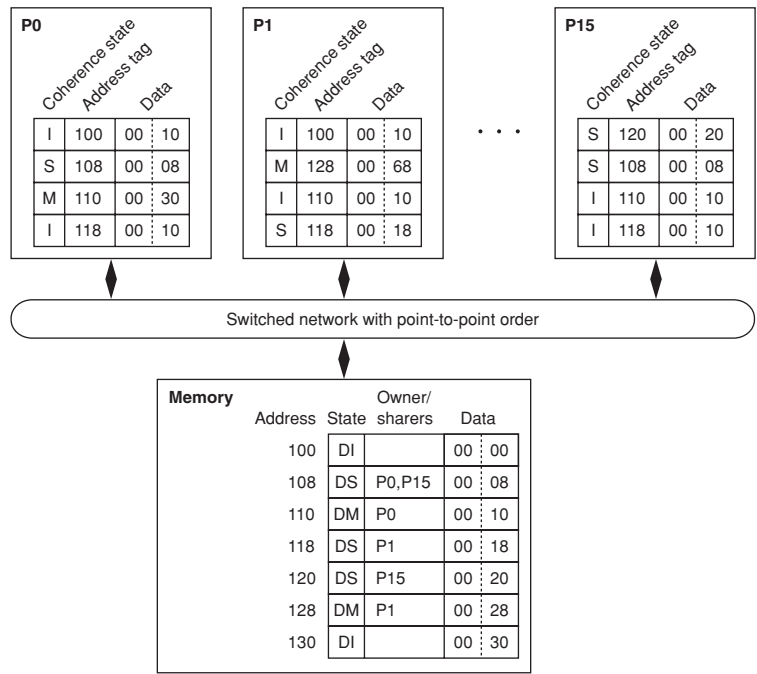 P0
Coherence state
Address tag
Data
I 100 00 10
S 108 00 08
M 110 00 30
I 118 00 10
P1
Coherence state
Address tag
Data
I 100 00 10
M 128 00 68
I 110 00 10
S 118 00 18
. . .
P15
Coherence state
Address tag
Data
S 120 00 20
S 108 00 08
I 110 00 10
I 118 00 10
Switched network with point-to-point order
Memory
Owner/
Address State sharers Data
100 DI 00 00
108 DS P0,P15 00 08
110 DM P0 00 10
118 DS P1 00 18
120 DS P15 00 20
128 DM P1 00 28
130 DI 00 30